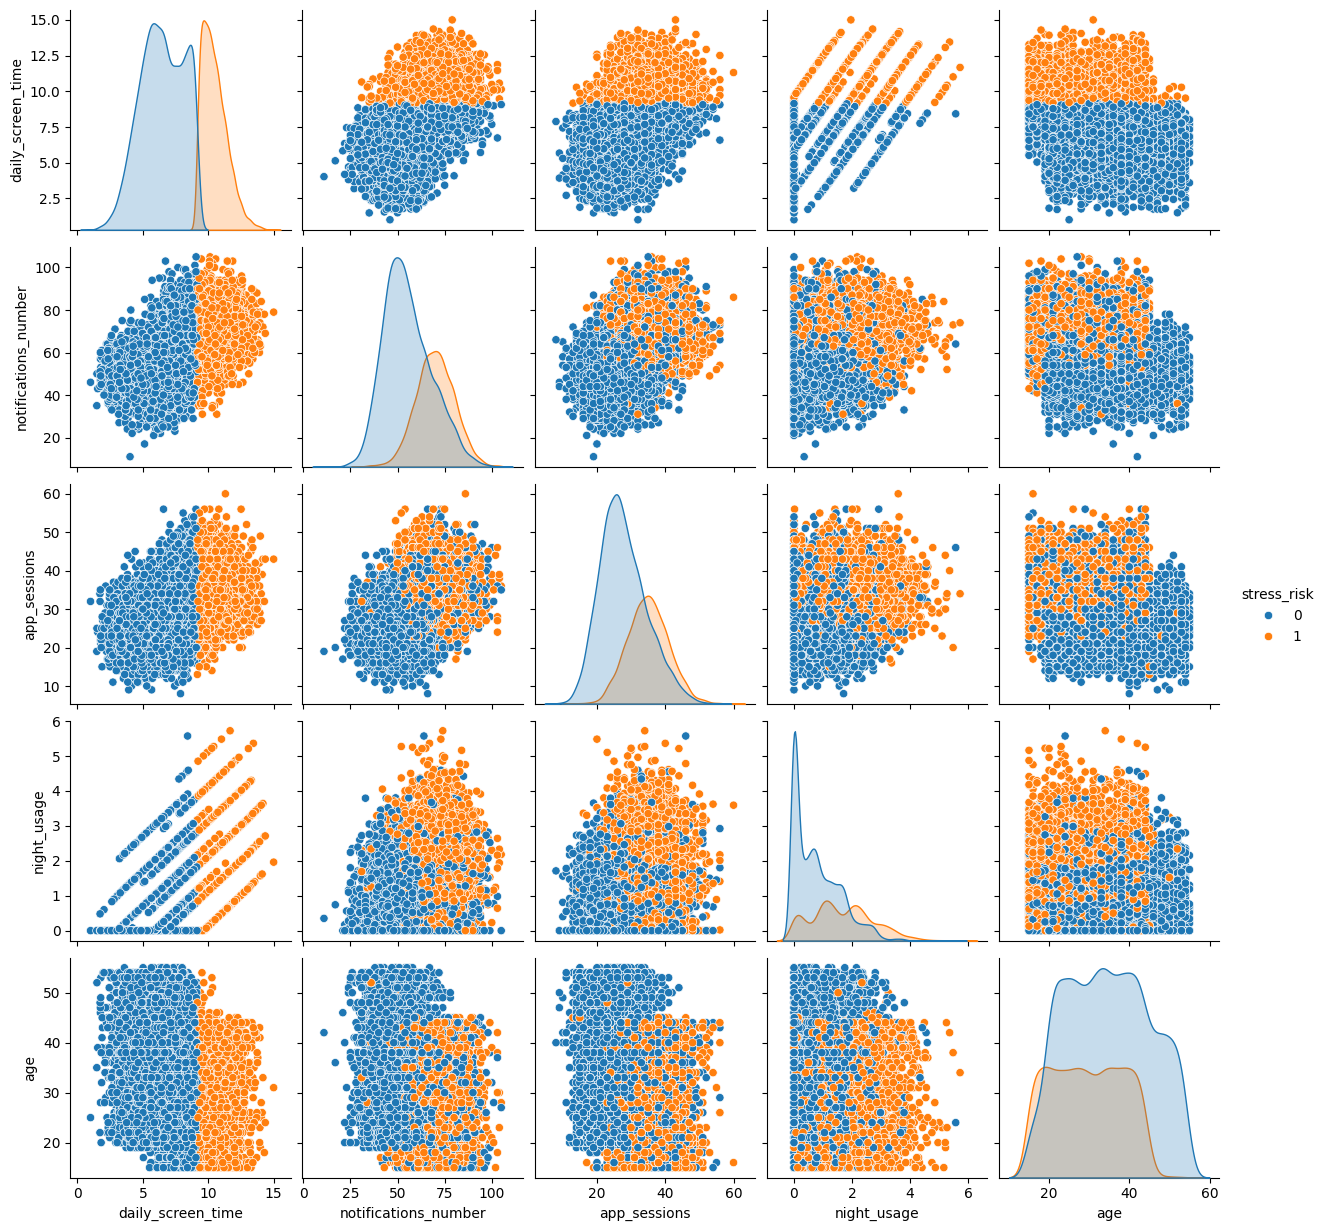 15.0
12.5
10.0
7.5
5.0
2.5
daily_screen_time
100
80
60
40
20
notifications_number
60
50
40
30
20
10
app_sessions
stress_risk
0
1
6
5
4
3
2
1
0
night_usage
50
40
30
20
age
0 5 10 15
0 25 50 75 100
20 40 60
0 2 4 6
20 40 60
daily_screen_time notifications_number app_sessions night_usage age